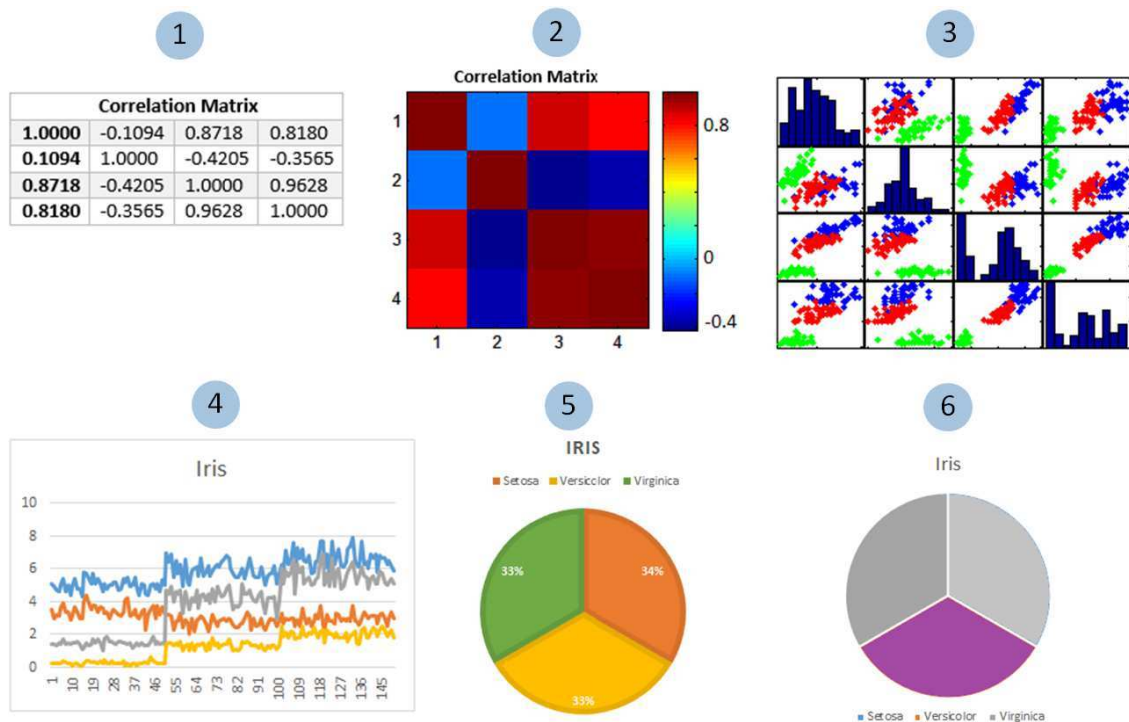 1
2
3
Correlation Matrix
1.0000 -0.1094 0.8718 0.8180
0.1094 1.0000 -0.4205 -0.3565
0.8718 -0.4205 1.0000 0.9628
0.8180 -0.3565 0.9628 1.0000
Correlation Matrix
1
2
3
4
1 2 3 4
0.8
0
-0.4
4
5
6
Iris
10
8
6
4
2
0
1 10 19 28 37 46 55 64 73 82 91 100 109 118 127 136 145
IRIS
Setosa Versicolor Virginica
33%
34%
33%
Iris
Setosa Versicolor Virginica